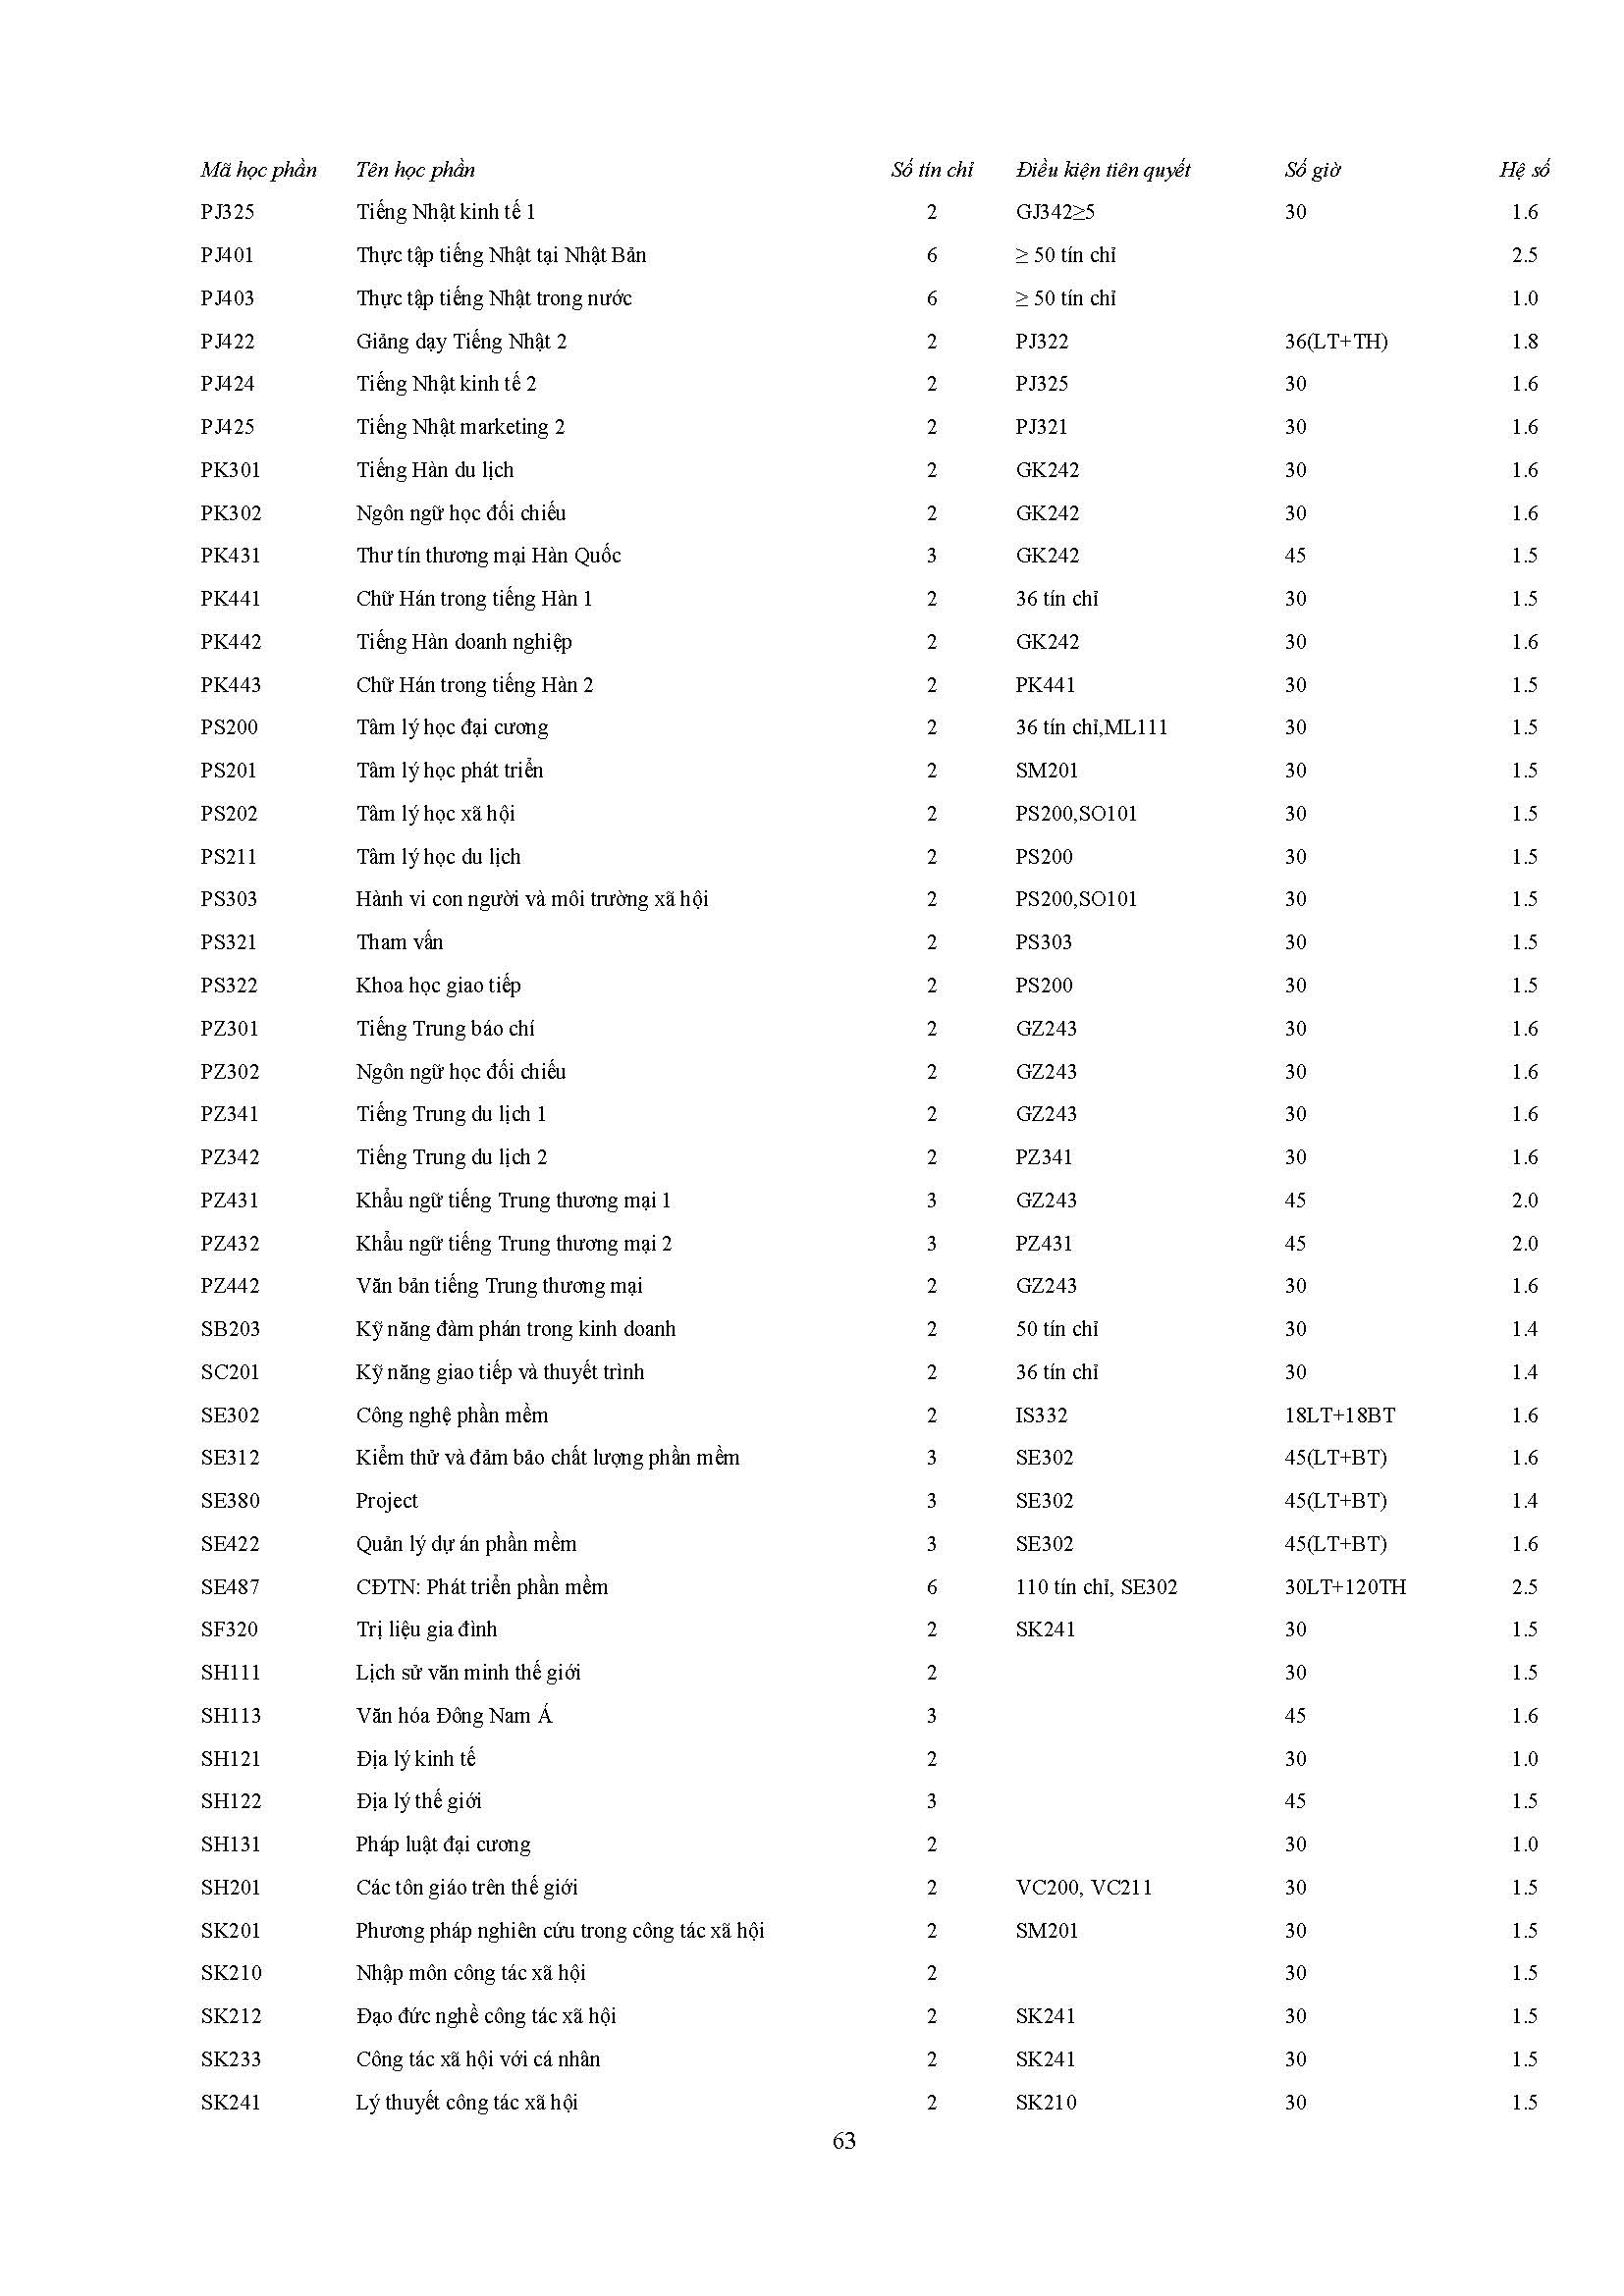 Mã học phần Tên học phần Số tín chỉ Điều kiện tiên quyết Số giờ Hệ số
PJ325 Tiếng Nhật kinh tế 1 2 GJ342≥5 30 1.6
PJ401 Thực tập tiếng Nhật tại Nhật Bản 6 ≥ 50 tín chỉ 2.5
PJ403 Thực tập tiếng Nhật trong nước 6 ≥ 50 tín chỉ 1.0
PJ422 Giảng dạy Tiếng Nhật 2 2 PJ322 36(LT+TH) 1.8
PJ424 Tiếng Nhật kinh tế 2 2 PJ325 30 1.6
PJ425 Tiếng Nhật marketing 2 2 PJ321 30 1.6
PK301 Tiếng Hàn du lịch 2 GK242 30 1.6
PK302 Ngôn ngữ học đối chiếu 2 GK242 30 1.6
PK431 Thư tín thương mại Hàn Quốc 3 GK242 45 1.5
PK441 Chữ Hán trong tiếng Hàn 1 2 36 tín chỉ 30 1.5
PK442 Tiếng Hàn doanh nghiệp 2 GK242 30 1.6
PK443 Chữ Hán trong tiếng Hàn 2 2 PK441 30 1.5
PS200 Tâm lý học đại cương 2 36 tín chỉ,ML111 30 1.5
PS201 Tâm lý học phát triển 2 SM201 30 1.5
PS202 Tâm lý học xã hội 2 PS200,SO101 30 1.5
PS211 Tâm lý học du lịch 2 PS200 30 1.5
PS303 Hành vi con người và môi trường xã hội 2 PS200,SO101 30 1.5
PS321 Tham vấn 2 PS303 30 1.5
PS322 Khoa học giao tiếp 2 PS200 30 1.5
PZ301 Tiếng Trung báo chí 2 GZ243 30 1.6
PZ302 Ngôn ngữ học đối chiếu 2 GZ243 30 1.6
PZ341 Tiếng Trung du lịch 1 2 GZ243 30 1.6
PZ342 Tiếng Trung du lịch 2 2 PZ341 30 1.6
PZ431 Khẩu ngữ tiếng Trung thương mại 1 3 GZ243 45 2.0
PZ432 Khẩu ngữ tiếng Trung thương mại 2 3 PZ431 45 2.0
PZ442 Văn bản tiếng Trung thương mại 2 GZ243 30 1.6
SB203 Kỹ năng đàm phán trong kinh doanh 2 50 tín chỉ 30 1.4
SC201 Kỹ năng giao tiếp và thuyết trình 2 36 tín chỉ 30 1.4
SE302 Công nghệ phần mềm 2 IS332 18LT+18BT 1.6
SE312 Kiểm thử và đảm bảo chất lượng phần mềm 3 SE302 45(LT+BT) 1.6
SE380 Project 3 SE302 45(LT+BT) 1.4
SE422 Quản lý dự án phần mềm 3 SE302 45(LT+BT) 1.6
SE487 CĐTN: Phát triển phần mềm 6 110 tín chỉ, SE302 30LT+120TH 2.5
SF320 Trị liệu gia đình 2 SK241 30 1.5
SH111 Lịch sử văn minh thế giới 2 30 1.5
SH113 Văn hóa Đông Nam Á 3 45 1.6
SH121 Địa lý kinh tế 2 30 1.0
SH122 Địa lý thế giới 3 45 1.5
SH131 Pháp luật đại cương 2 30 1.0
SH201 Các tôn giáo trên thế giới 2 VC200, VC211 30 1.5
SK201 Phương pháp nghiên cứu trong công tác xã hội 2 SM201 30 1.5
SK210 Nhập môn công tác xã hội 2 30 1.5
SK212 Đạo đức nghề công tác xã hội 2 SK241 30 1.5
SK233 Công tác xã hội với cá nhân 2 SK241 30 1.5
SK241 Lý thuyết công tác xã hội 2 SK210 30 1.5
63